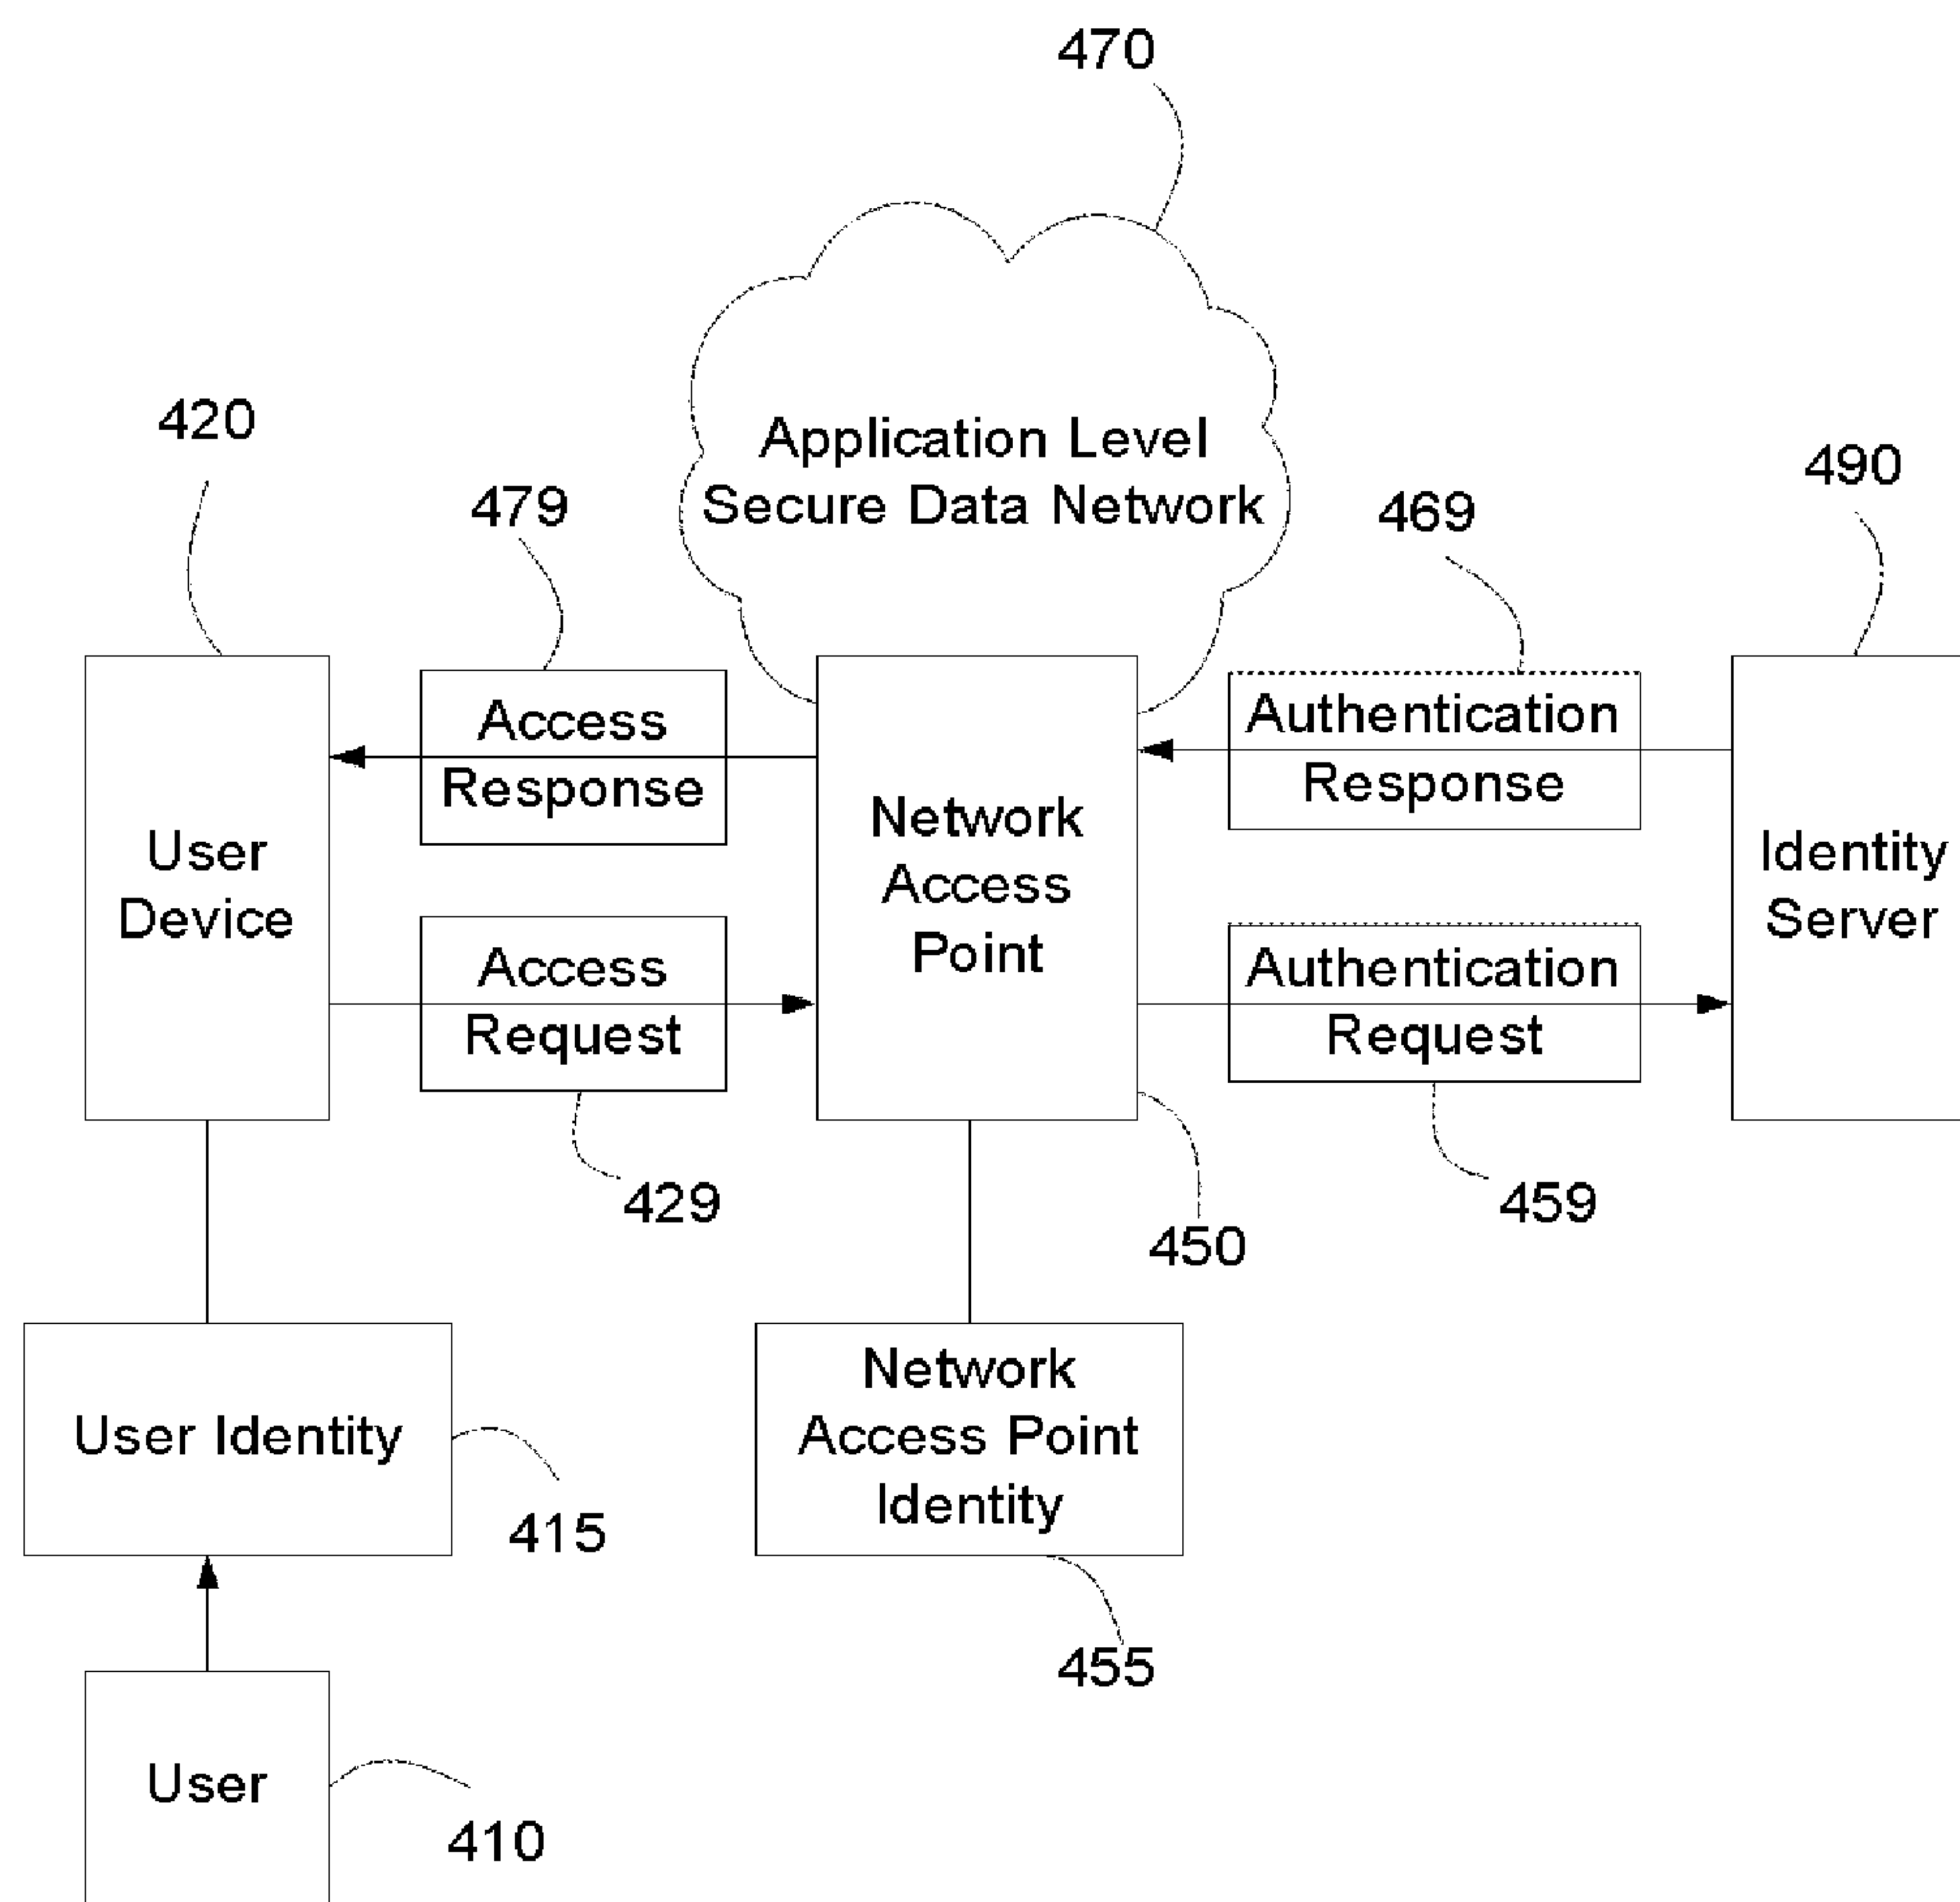 470
420
Application Level
Secure Data Network
479
469
490
Access
Response
Authentication
Response
User
Device
Network
Access
Point
Identity
Server
Access
Request
Authentication
Request
429
459
450
User Identity
Network
Access Point
Identity
415
455
User
410